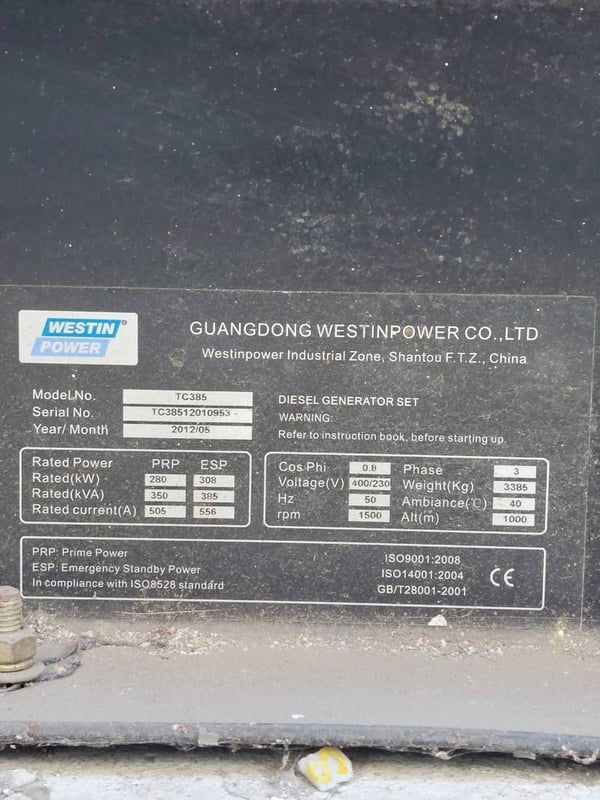 WESTIN®
POWER
GUANGDONG WESTINPOWER CO.,LTD
Westinpower Industrial Zone, Shantou F.T.Z., China
Model No. TC385
Serial No. TC38512010953
Year/ Month 2012/05
DIESEL GENERATOR SET
WARNING:
Refer to instruction book, before starting up.
Rated Power PRP ESP
Rated(kW) 280 308
Rated(kVA) 350 385
Rated current(A) 505 556
Cos Phi 0.8 Phase 3
Voltage(V) 400/230 Weight(Kg) 3385
Hz 50 Ambiance(℃) 40
rpm 1500 Alt(m) 1000
PRP: Prime Power
ESP: Emergency Standby Power
In compliance with ISO8528 standard
ISO9001:2008
ISO14001:2004
GB/T28001-2001
CE